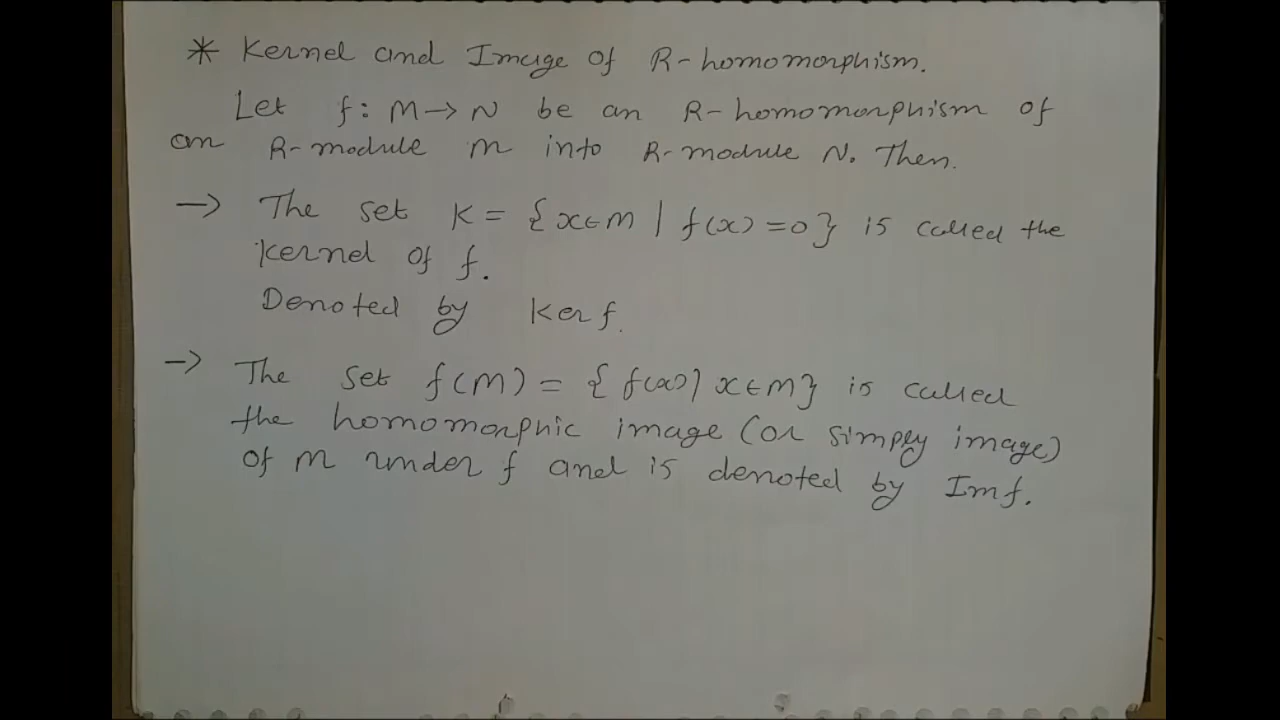 * Kernel and Image of R-homomorphism.
Let f: M → N be an R-homomorphism of
an R-module M into R-module N. Then.
→ The set K = {x∈M | f(x) = 0} is called the
kernel of f.
Denoted by Ker f.
→ The set f(M) = {f(x) | x∈M} is called
the homomorphic image (or simply image)
of M under f and is denoted by Im f.